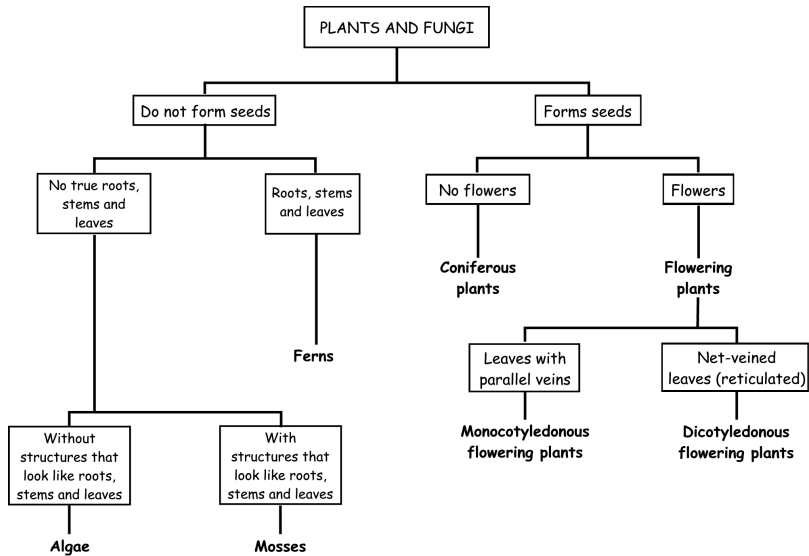 PLANTS AND FUNGI
Do not form seeds
Forms seeds
No true roots,
stems and
leaves
Roots, stems
and leaves
No flowers
Flowers
Coniferous
plants
Flowering
plants
Ferns
Leaves with
parallel veins
Net-veined
leaves (reticulated)
Monocotyledonous
flowering plants
Dicotyledonous
flowering plants
Without
structures that
look like roots,
stems and leaves
With
structures that
look like roots,
stems and leaves
Algae
Mosses